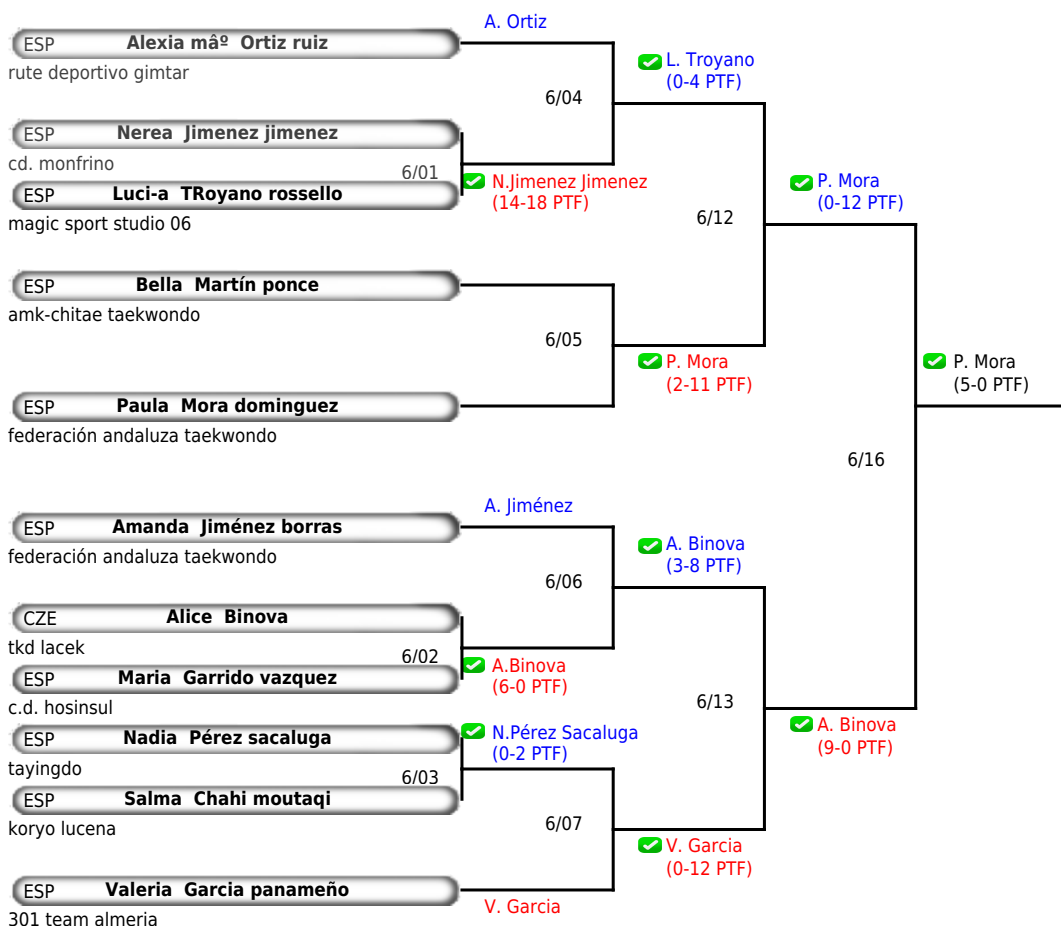 A. Ortiz
ESP Alexia mâº Ortiz ruiz
rute deportivo gimtar
L. Troyano
(0-4 PTF)
6/04
ESP Nerea Jimenez jimenez
cd. monfrino
6/01
N.Jimenez Jimenez
(14-18 PTF)
ESP Luci-a TRoyano rossello
magic sport studio 06
P. Mora
(0-12 PTF)
6/12
ESP Bella Martín ponce
amk-chitae taekwondo
6/05
P. Mora
(2-11 PTF)
P. Mora
(5-0 PTF)
ESP Paula Mora dominguez
federación andaluza taekwondo
6/16
A. Jiménez
ESP Amanda Jiménez borras
federación andaluza taekwondo
A. Binova
(3-8 PTF)
6/06
CZE Alice Binova
tkd lacek
6/02
A.Binova
(6-0 PTF)
ESP Maria Garrido vazquez
c.d. hosinsul
6/13
A. Binova
(9-0 PTF)
ESP Nadia Pérez sacaluga
tayingdo
N.Pérez Sacaluga
(0-2 PTF)
6/03
ESP Salma Chahi moutaqi
koryo lucena
6/07
V. Garcia
(0-12 PTF)
ESP Valeria Garcia panameño
301 team almeria
V. Garcia